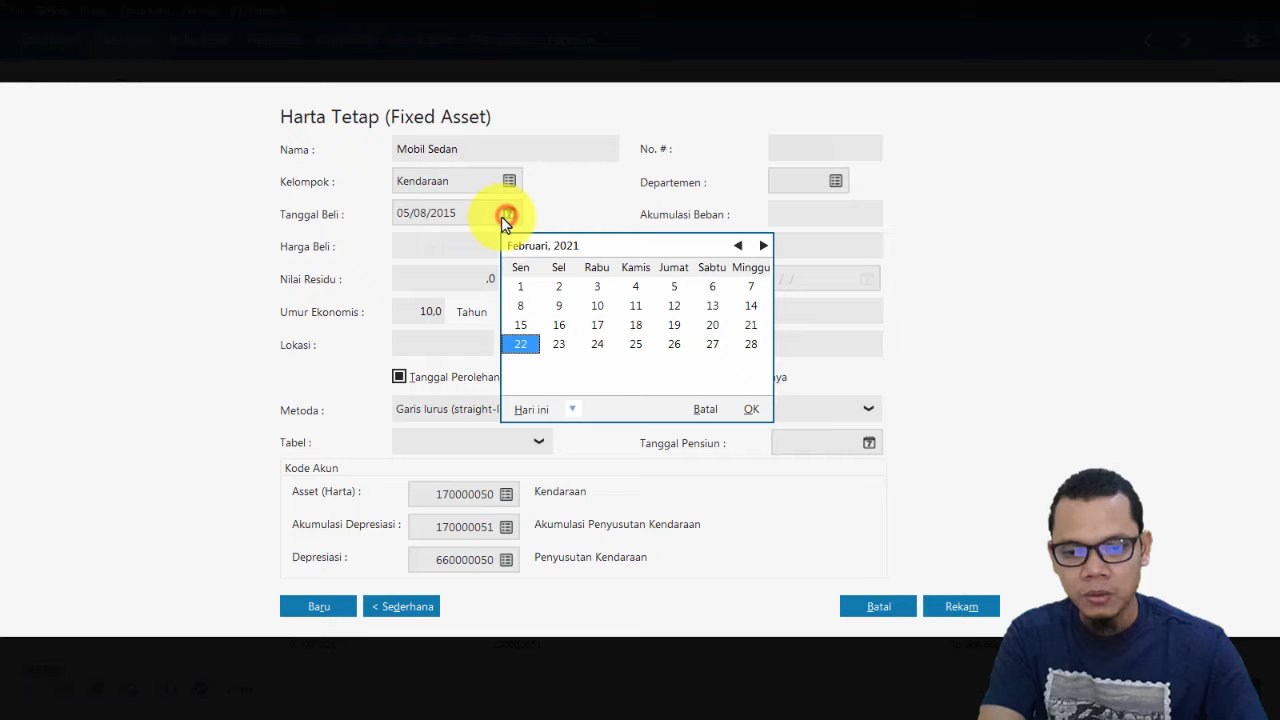 Harta Tetap (Fixed Asset)
Nama : Mobil Sedan No. # :
Kelompok : Kendaraan Departemen :
Tanggal Beli : 05/08/2015 Akumulasi Beban :
Harga Beli :
Februari, 2021
Sen Sel Rabu Kamis Jumat Sabtu Minggu
1 2 3 4 5 6 7
8 9 10 11 12 13 14
15 16 17 18 19 20 21
22 23 24 25 26 27 28
Hari ini Batal OK
Nilai Residu : ,0 / /
Umur Ekonomis : 10,0 Tahun
Lokasi :
Tanggal Perolehan
Metoda : Garis lurus (straight-l
Tabel : Tanggal Pensiun :
Kode Akun
Asset (Harta) : 170000050 Kendaraan
Akumulasi Depresiasi : 170000051 Akumulasi Penyusutan Kendaraan
Depresiasi : 660000050 Penyusutan Kendaraan
Baru < Sederhana Batal Rekam